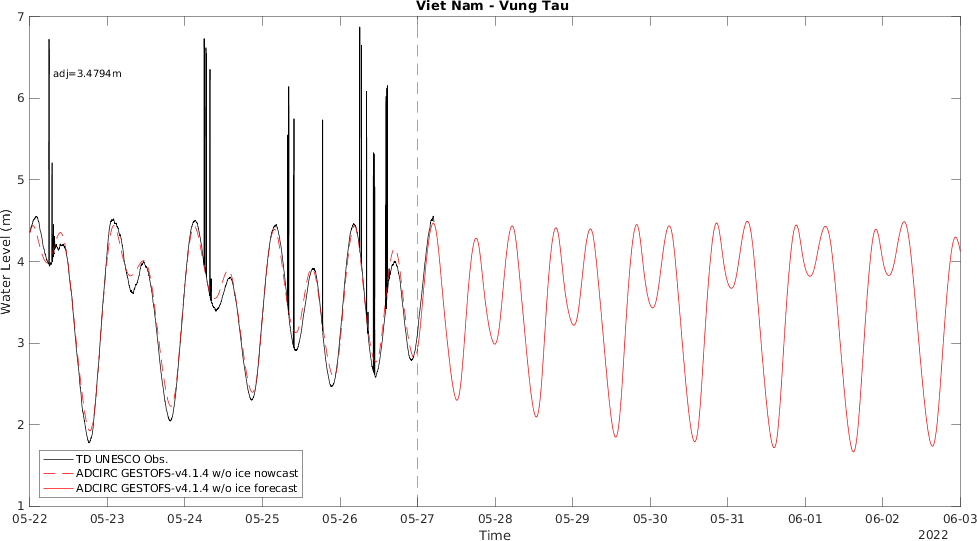 Viet Nam - Vung Tau
7
6
5
4
3
2
1
Water Level (m)
adj=3.4794m
TD UNESCO Obs.
ADCIRC GESTOFS-v4.1.4 w/o ice nowcast
ADCIRC GESTOFS-v4.1.4 w/o ice forecast
05-22 05-23 05-24 05-25 05-26 05-27 05-28 05-29 05-30 05-31 06-01 06-02 06-03
Time
2022